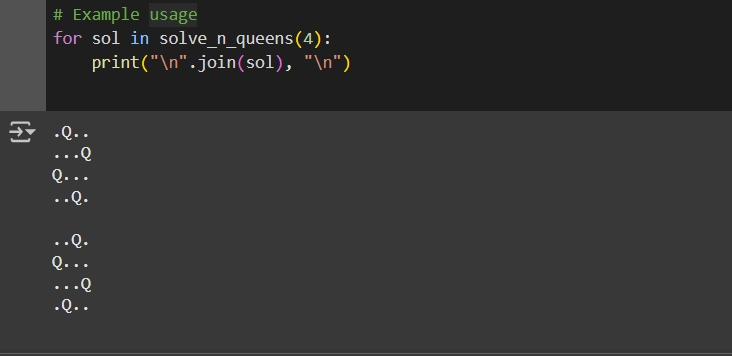 # Example usage
for sol in solve_n_queens(4):
    print("\n".join(sol), "\n")
.Q..
...Q
Q...
..Q.
..Q.
Q...
...Q
.Q..